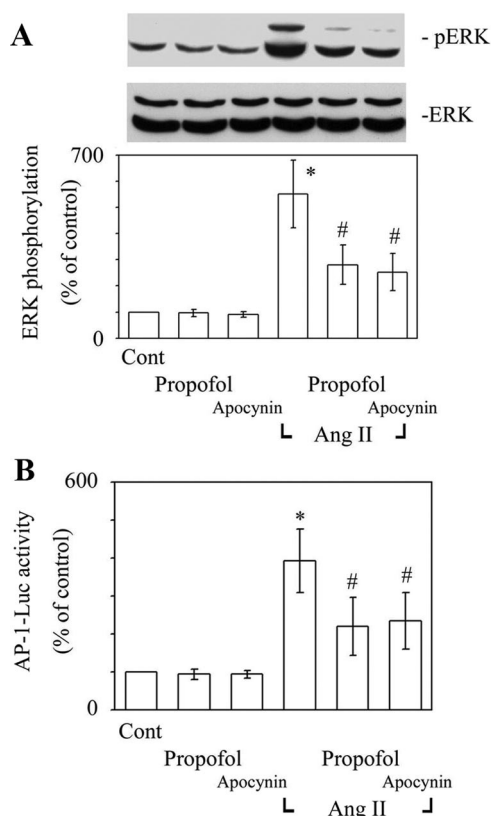 A
- pERK
-ERK
700
ERK phosphorylation
(% of control)
*
#
#
0
Cont
Propofol
Propofol
Apocynin
Apocynin
Ang II
B
600
AP-1-Luc activity
(% of control)
*
#
#
0
Cont
Propofol
Propofol
Apocynin
Apocynin
Ang II